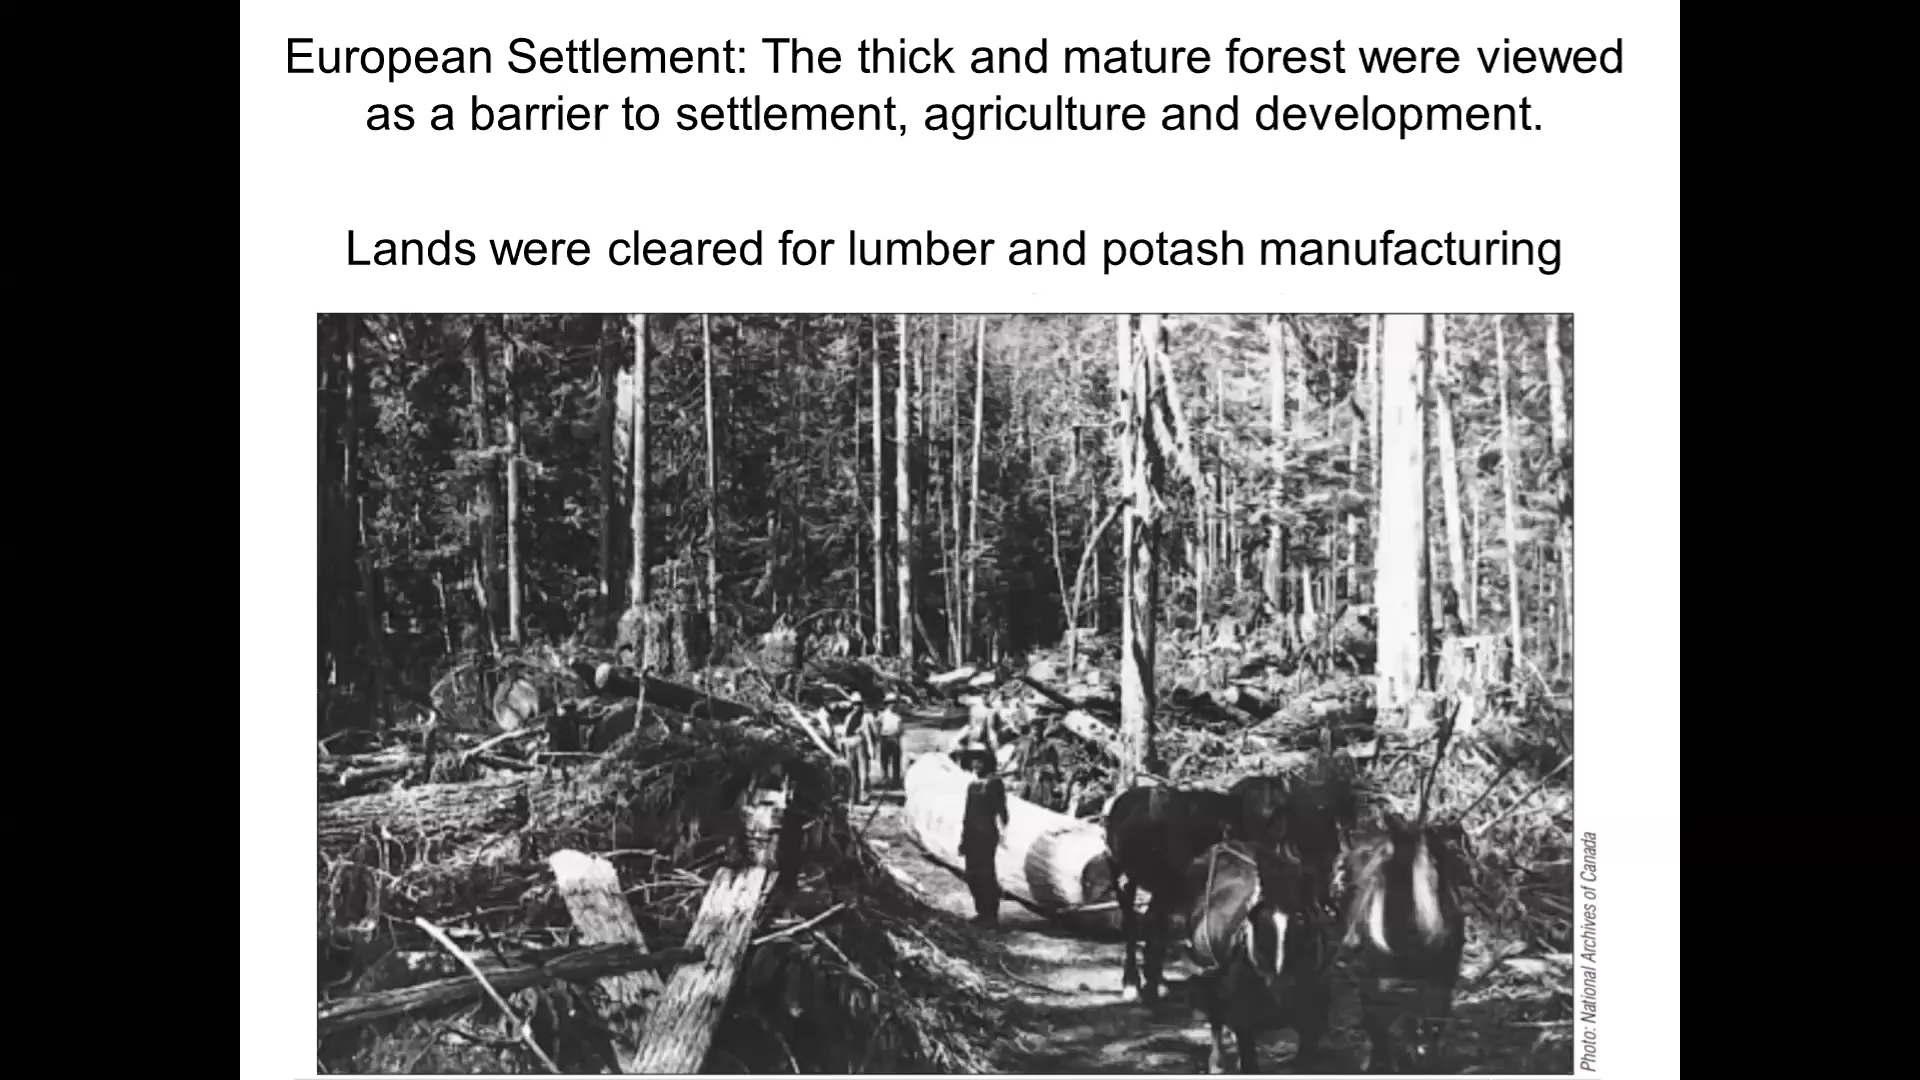 European Settlement: The thick and mature forest were viewed
as a barrier to settlement, agriculture and development.
Lands were cleared for lumber and potash manufacturing
Photo: National Archives of Canada